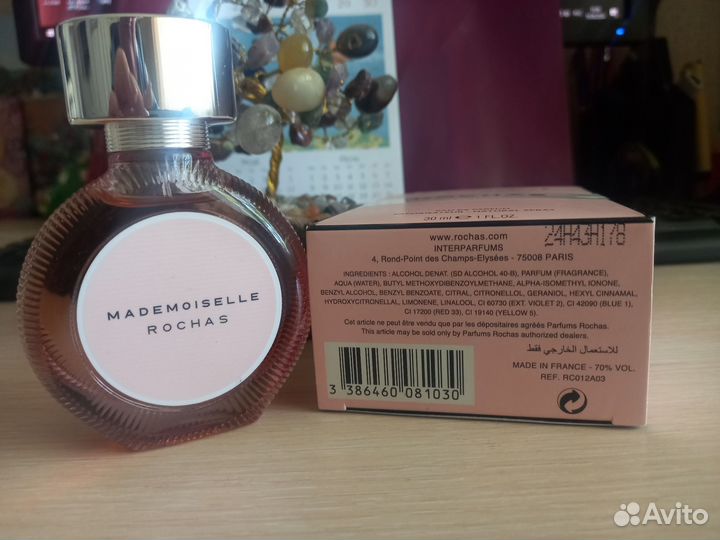 MADEMOISELLE
ROCHAS
30 ml e 1 FL.OZ
www.rochas.com
INTERPARFUMS
4, Rond-Point des Champs-Elysées - 75008 PARIS
INGREDIENTS : ALCOHOL DENAT. (SD ALCOHOL 40-B), PARFUM (FRAGRANCE),
AQUA (WATER), BUTYL METHOXYDIBENZOYLMETHANE, ALPHA-ISOMETHYL IONONE,
BENZYL ALCOHOL, BENZYL BENZOATE, CITRAL, CITRONELLOL, GERANIOL, HEXYL CINNAMAL,
HYDROXYCITRONELLAL, LIMONENE, LINALOOL, CI 60730 (EXT. VIOLET 2), CI 42090 (BLUE 1),
CI 17200 (RED 33), CI 19140 (YELLOW 5).
Cet article ne peut être vendu que par les dépositaires agréés Parfums Rochas.
This article may be sold only by Parfums Rochas authorized dealers.
للاستعمال الخارجي فقط
MADE IN FRANCE - 70% VOL.
REF. RC012A03
3 386460 081030
Avito